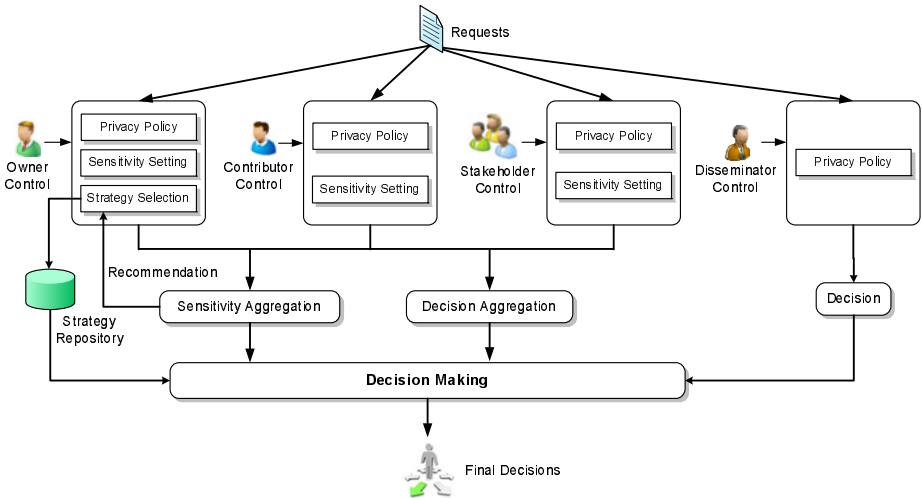 Requests
Owner
Control
Privacy Policy
Sensitivity Setting
Strategy Selection
Contributor
Control
Privacy Policy
Sensitivity Setting
Stakeholder
Control
Privacy Policy
Sensitivity Setting
Disseminator
Control
Privacy Policy
Recommendation
Strategy
Repository
Sensitivity Aggregation
Decision Aggregation
Decision
Decision Making
Final Decisions